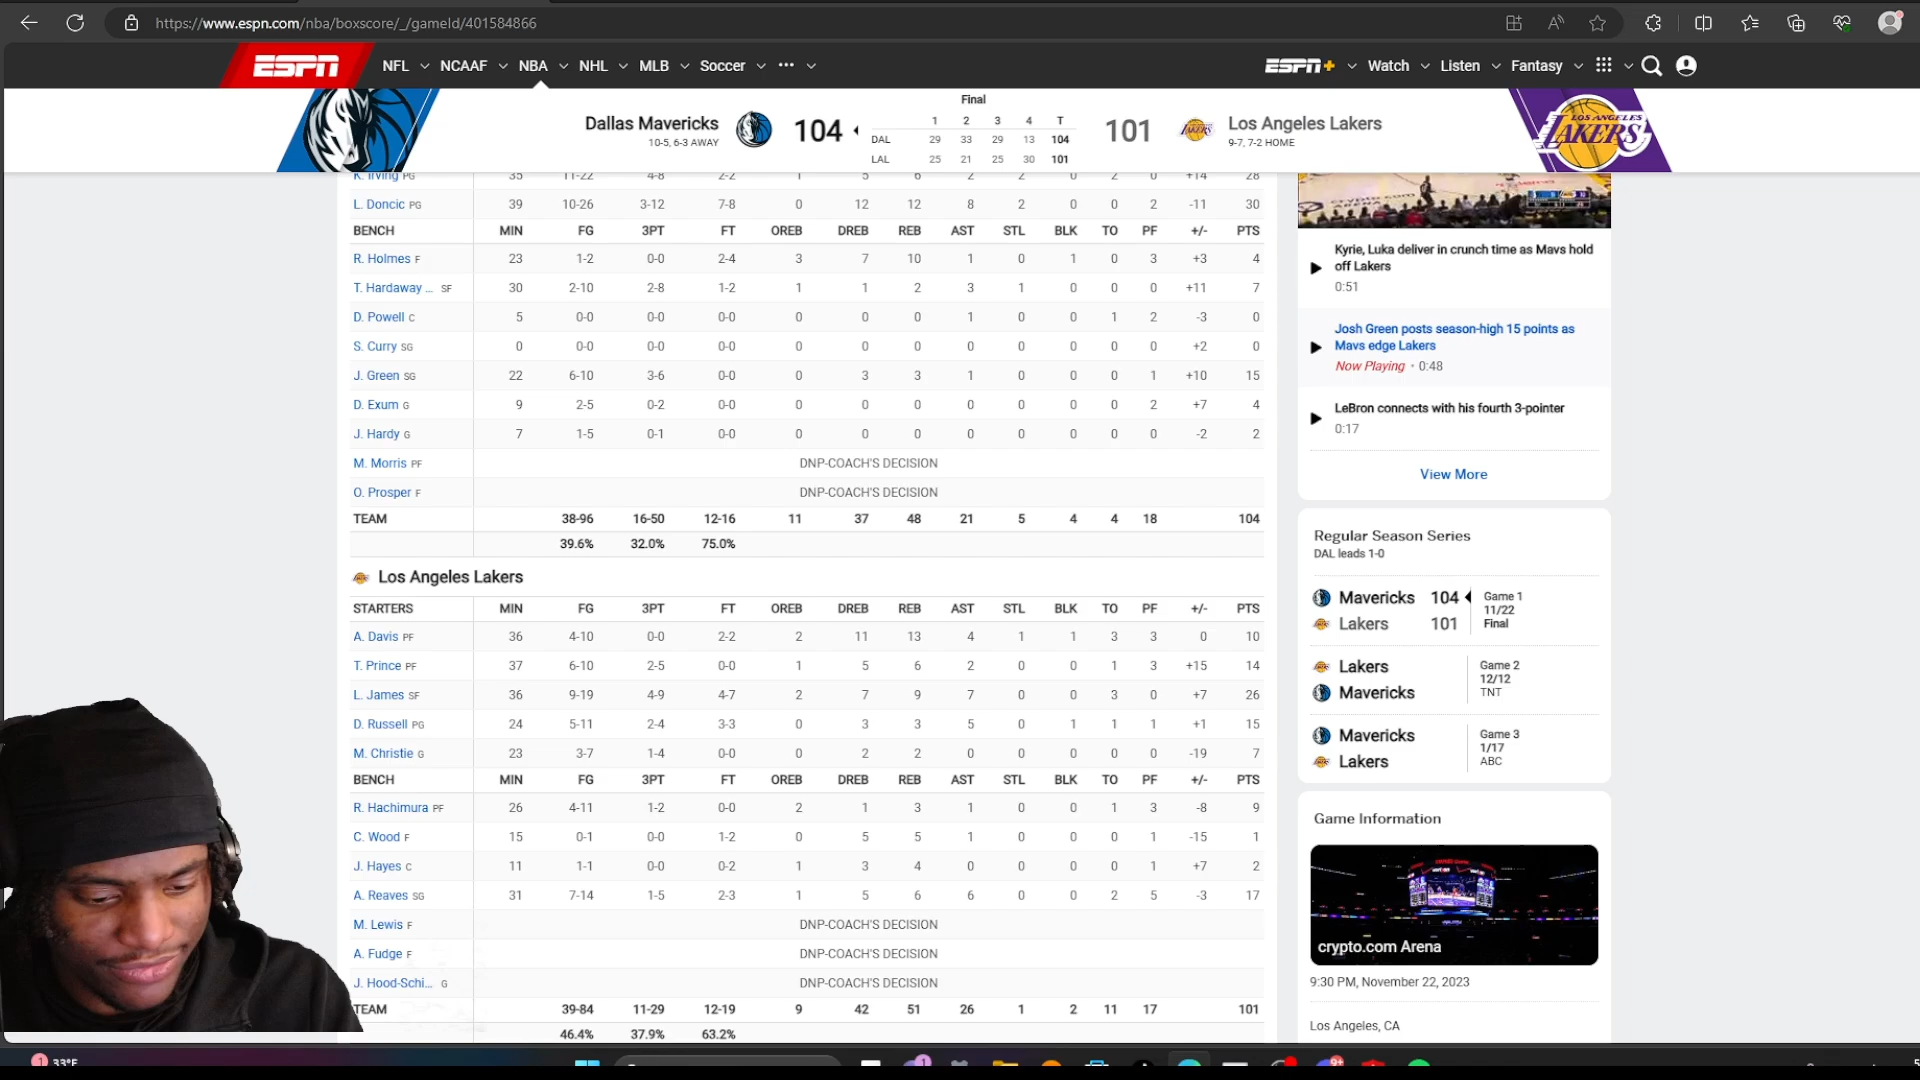 https://www.espn.com/nba/boxscore/_/gameId/401584866
ESPN NFL NCAAF NBA NHL MLB Soccer ••• ESPN+ Watch Listen Fantasy
Final
Dallas Mavericks 104 1 2 3 4 T 101 Los Angeles Lakers
10-5, 6-3 AWAY DAL 29 33 29 13 104 9-7, 7-2 HOME
LAL 25 21 25 30 101
LOS ANGELES LAKERS
LAKERS
K. Irving PG 35 11-22 4-8 2-2 1 5 6 2 2 0 2 0 +14 28
L. Doncic PG 39 10-26 3-12 7-8 0 12 12 8 2 0 0 2 -11 30
BENCH MIN FG 3PT FT OREB DREB REB AST STL BLK TO PF +/- PTS
R. Holmes F 23 1-2 0-0 2-4 3 7 10 1 0 1 0 3 +3 4
T. Hardaway ... SF 30 2-10 2-8 1-2 1 1 2 3 1 0 0 0 +11 7
D. Powell C 5 0-0 0-0 0-0 0 0 0 1 0 0 1 2 -3 0
S. Curry SG 0 0-0 0-0 0-0 0 0 0 0 0 0 0 0 +2 0
J. Green SG 22 6-10 3-6 0-0 0 3 3 1 0 0 0 1 +10 15
D. Exum G 9 2-5 0-2 0-0 0 0 0 0 0 0 0 2 +7 4
J. Hardy G 7 1-5 0-1 0-0 0 0 0 0 0 0 0 0 -2 2
M. Morris PF DNP-COACH'S DECISION
O. Prosper F DNP-COACH'S DECISION
TEAM 38-96 16-50 12-16 11 37 48 21 5 4 4 18 104
39.6% 32.0% 75.0%
Los Angeles Lakers
STARTERS MIN FG 3PT FT OREB DREB REB AST STL BLK TO PF +/- PTS
A. Davis PF 36 4-10 0-0 2-2 2 11 13 4 1 1 3 3 0 10
T. Prince PF 37 6-10 2-5 0-0 1 5 6 2 0 0 1 3 +15 14
L. James SF 36 9-19 4-9 4-7 2 7 9 7 0 0 3 0 +7 26
D. Russell PG 24 5-11 2-4 3-3 0 3 3 5 0 1 1 1 +1 15
M. Christie G 23 3-7 1-4 0-0 0 2 2 0 0 0 0 0 -19 7
BENCH MIN FG 3PT FT OREB DREB REB AST STL BLK TO PF +/- PTS
R. Hachimura PF 26 4-11 1-2 0-0 2 1 3 1 0 0 1 3 -8 9
C. Wood F 15 0-1 0-0 1-2 0 5 5 1 0 0 0 1 -15 1
J. Hayes C 11 1-1 0-0 0-2 1 3 4 0 0 0 0 1 +7 2
A. Reaves SG 31 7-14 1-5 2-3 1 5 6 6 0 0 2 5 -3 17
M. Lewis F DNP-COACH'S DECISION
A. Fudge F DNP-COACH'S DECISION
J. Hood-Schi... G DNP-COACH'S DECISION
TEAM 39-84 11-29 12-19 9 42 51 26 1 2 11 17 101
46.4% 37.9% 63.2%
Kyrie, Luka deliver in crunch time as Mavs hold
off Lakers
0:51
Josh Green posts season-high 15 points as
Mavs edge Lakers
Now Playing • 0:48
LeBron connects with his fourth 3-pointer
0:17
View More
Regular Season Series
DAL leads 1-0
Mavericks 104 Game 1
11/22
Lakers 101 Final
Lakers Game 2
12/12
Mavericks TNT
Mavericks Game 3
1/17
Lakers ABC
Game Information
crypto.com Arena
9:30 PM, November 22, 2023
Los Angeles, CA
1 33°F
1
9+